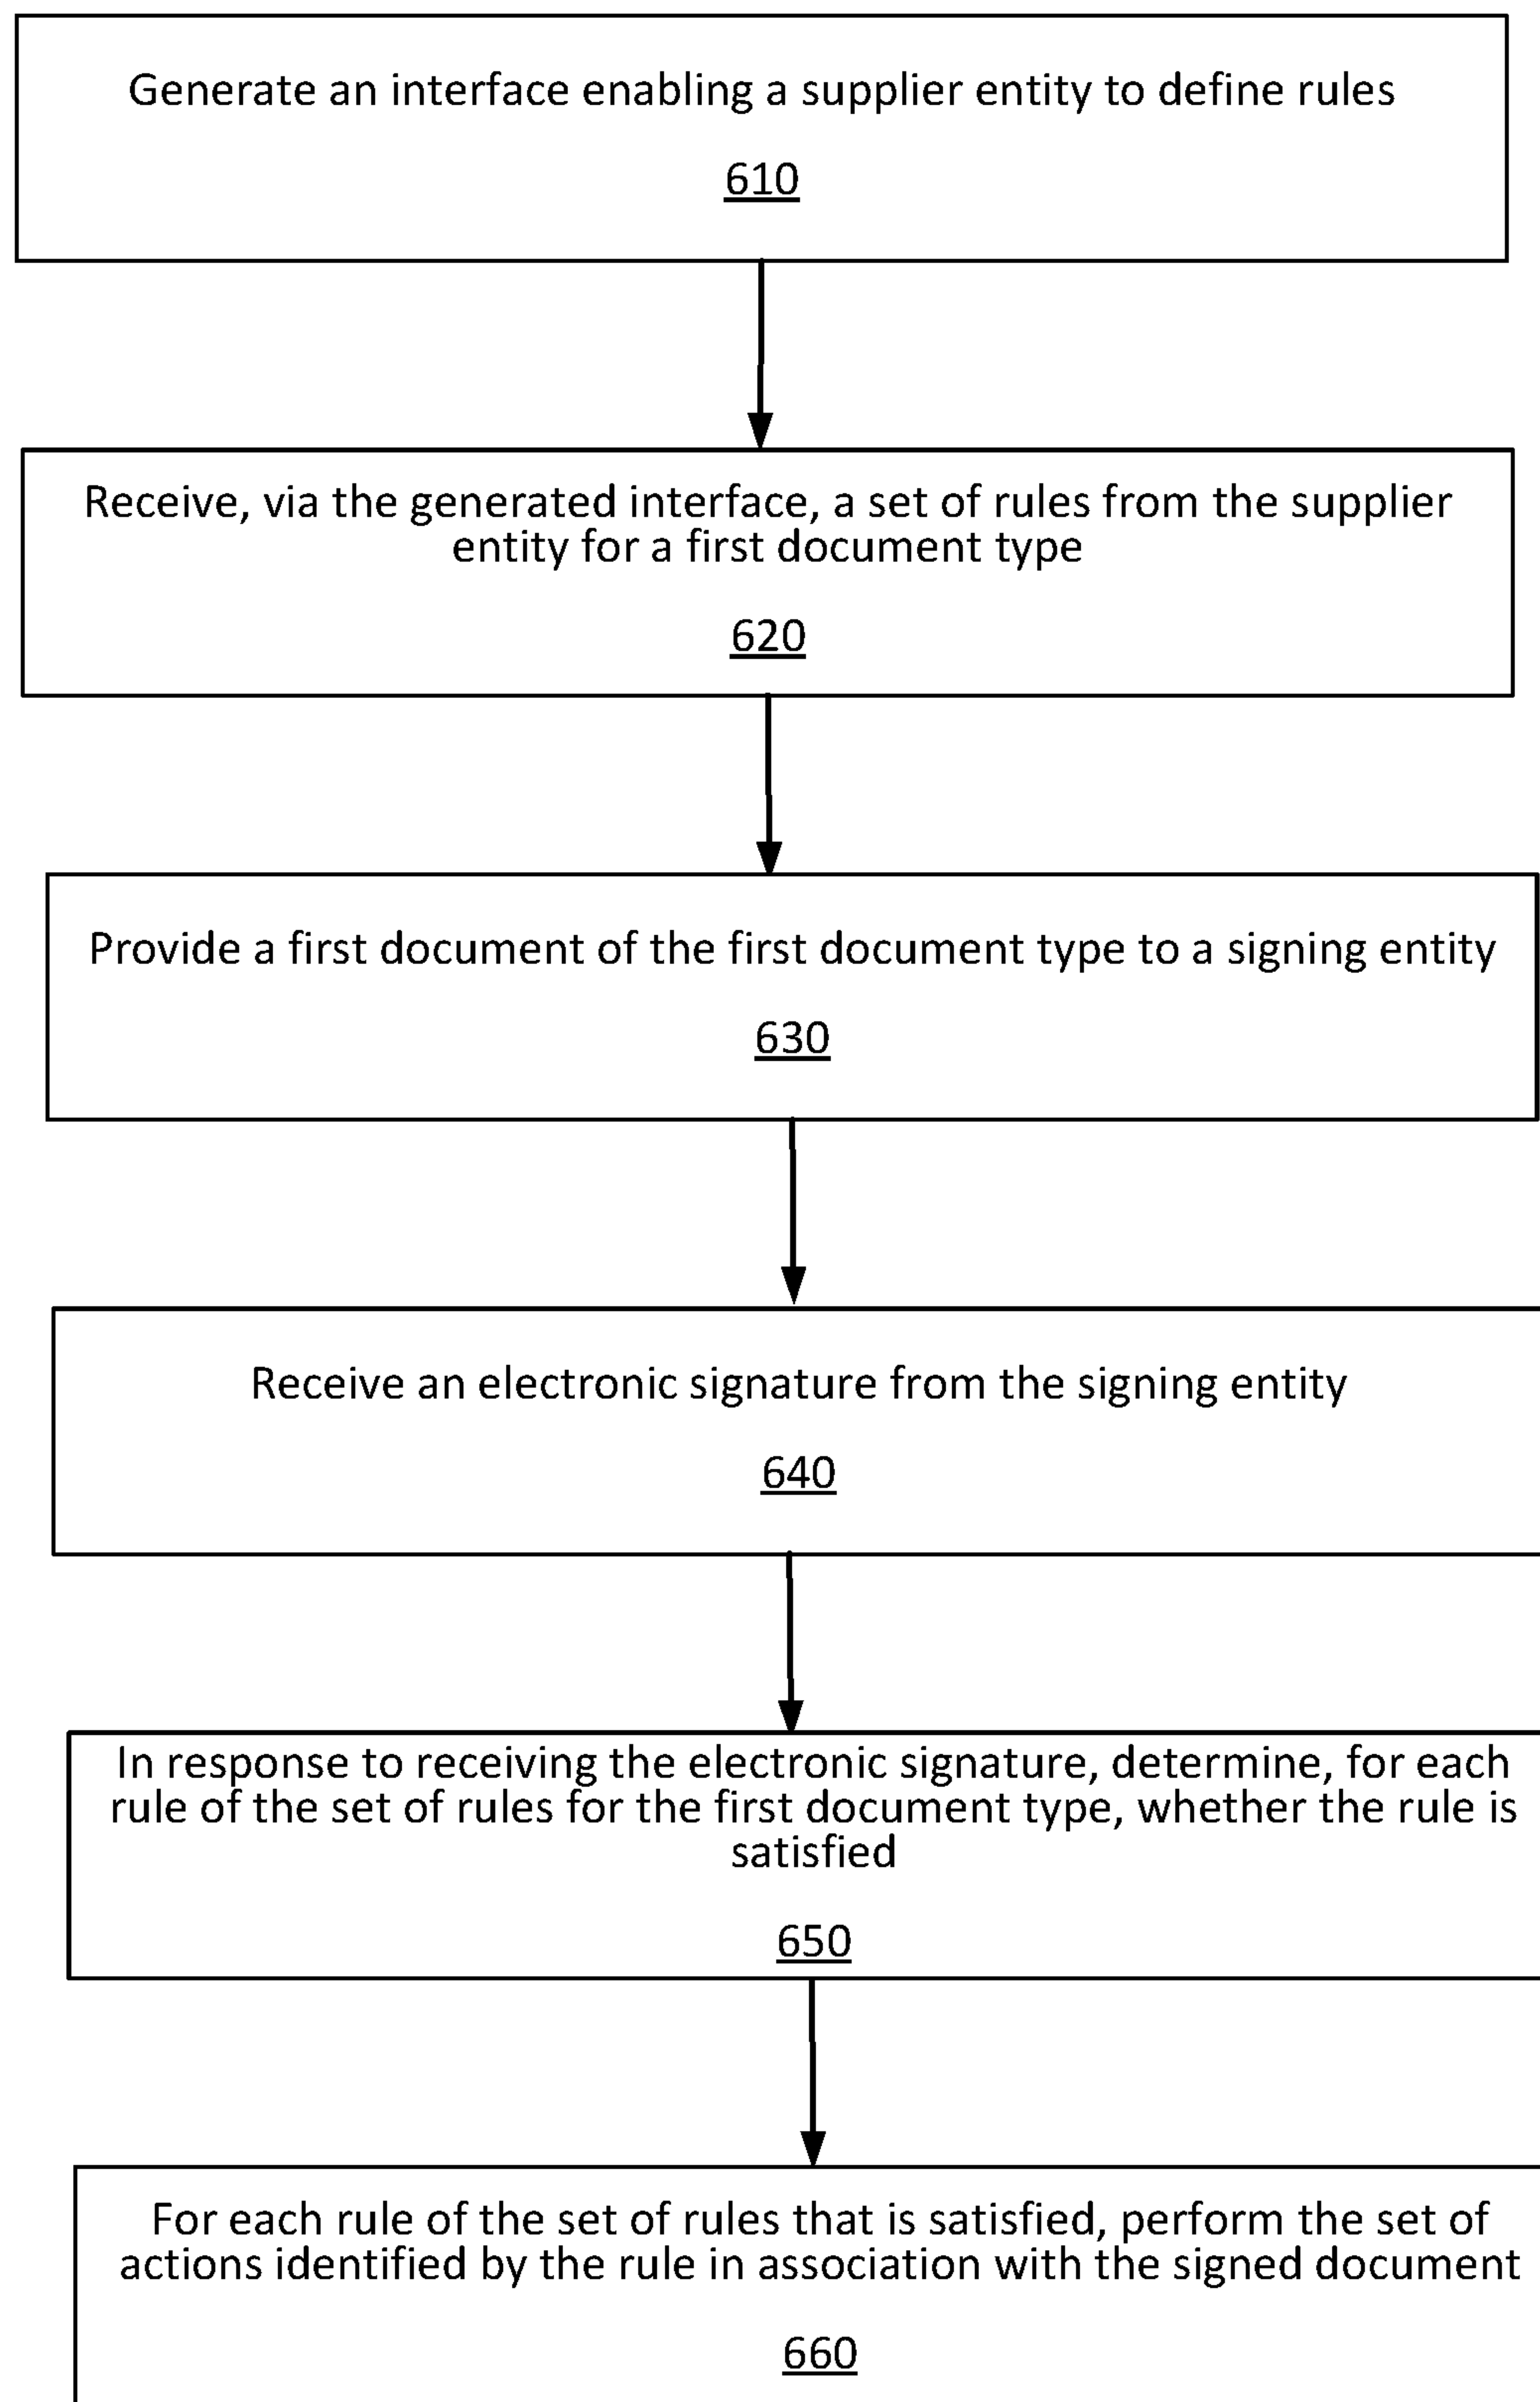 Generate an interface enabling a supplier entity to define rules
610
Receive, via the generated interface, a set of rules from the supplier
entity for a first document type
620
Provide a first document of the first document type to a signing entity
630
Receive an electronic signature from the signing entity
640
In response to receiving the electronic signature, determine, for each
rule of the set of rules for the first document type, whether the rule is
satisfied
650
For each rule of the set of rules that is satisfied, perform the set of
actions identified by the rule in association with the signed document
660